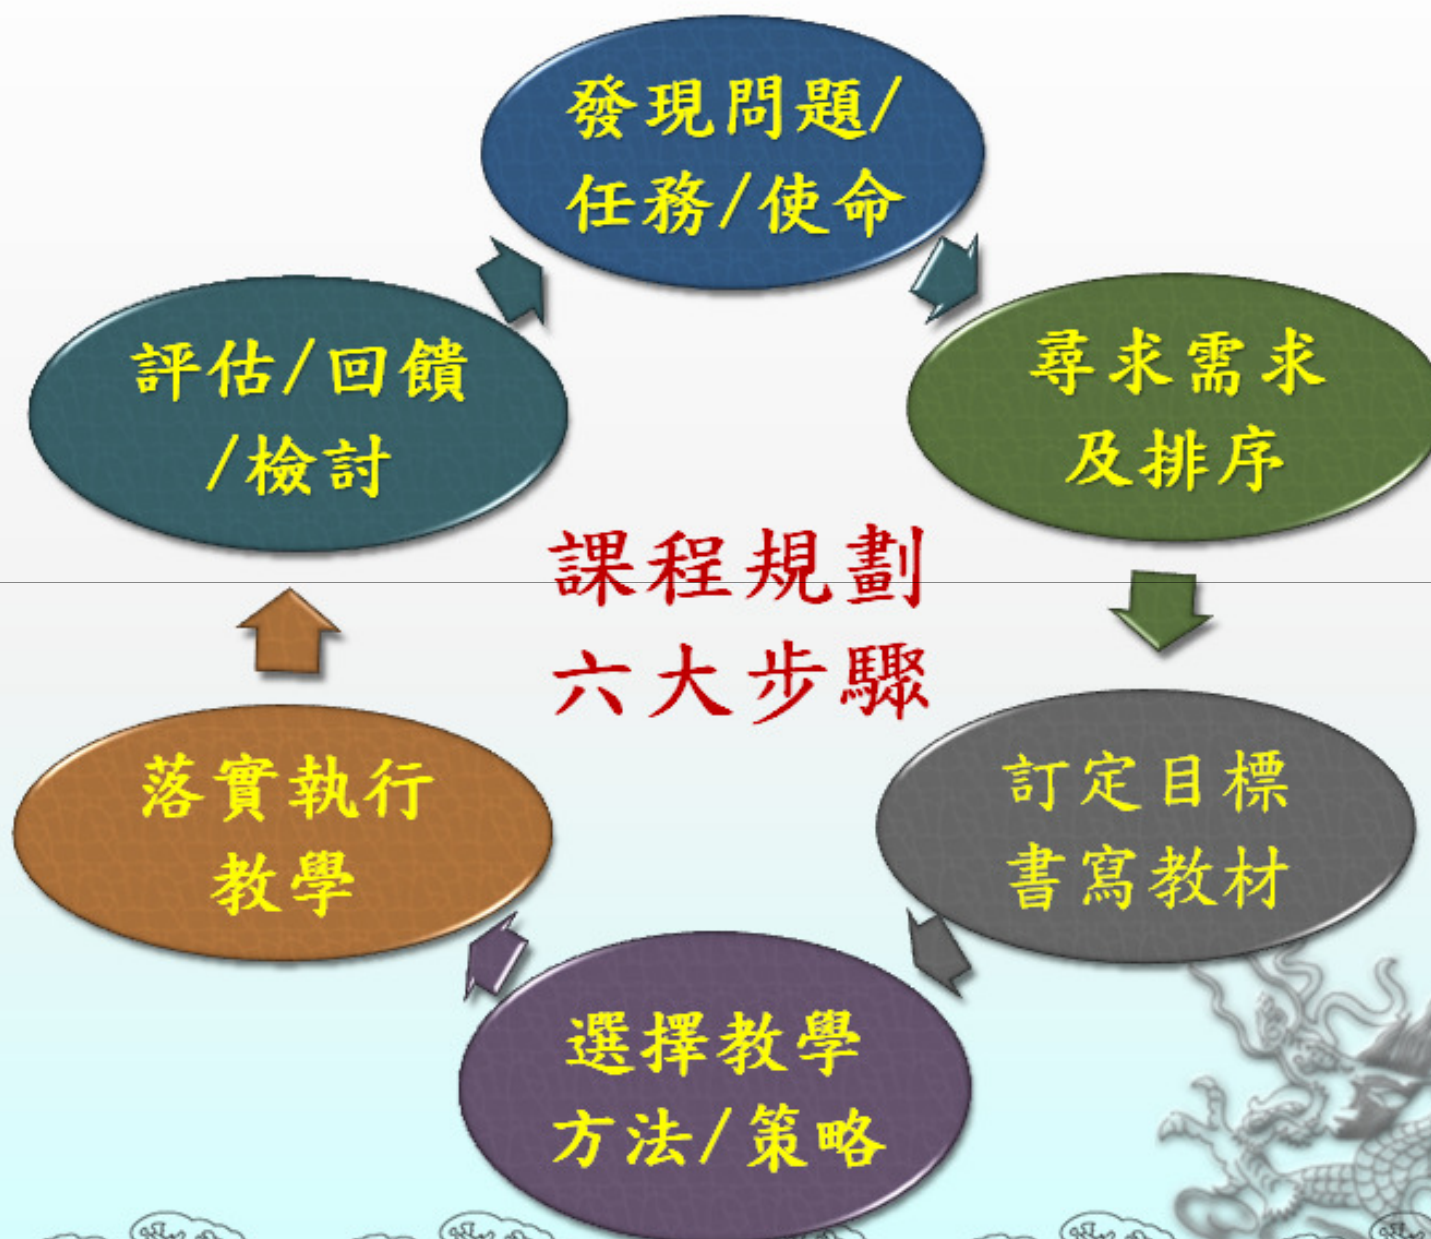 發現問題/
任務/使命
尋求需求
及排序
訂定目標
書寫教材
選擇教學
方法/策略
落實執行
教學
評估/回饋
/檢討
課程規劃
六大步驟